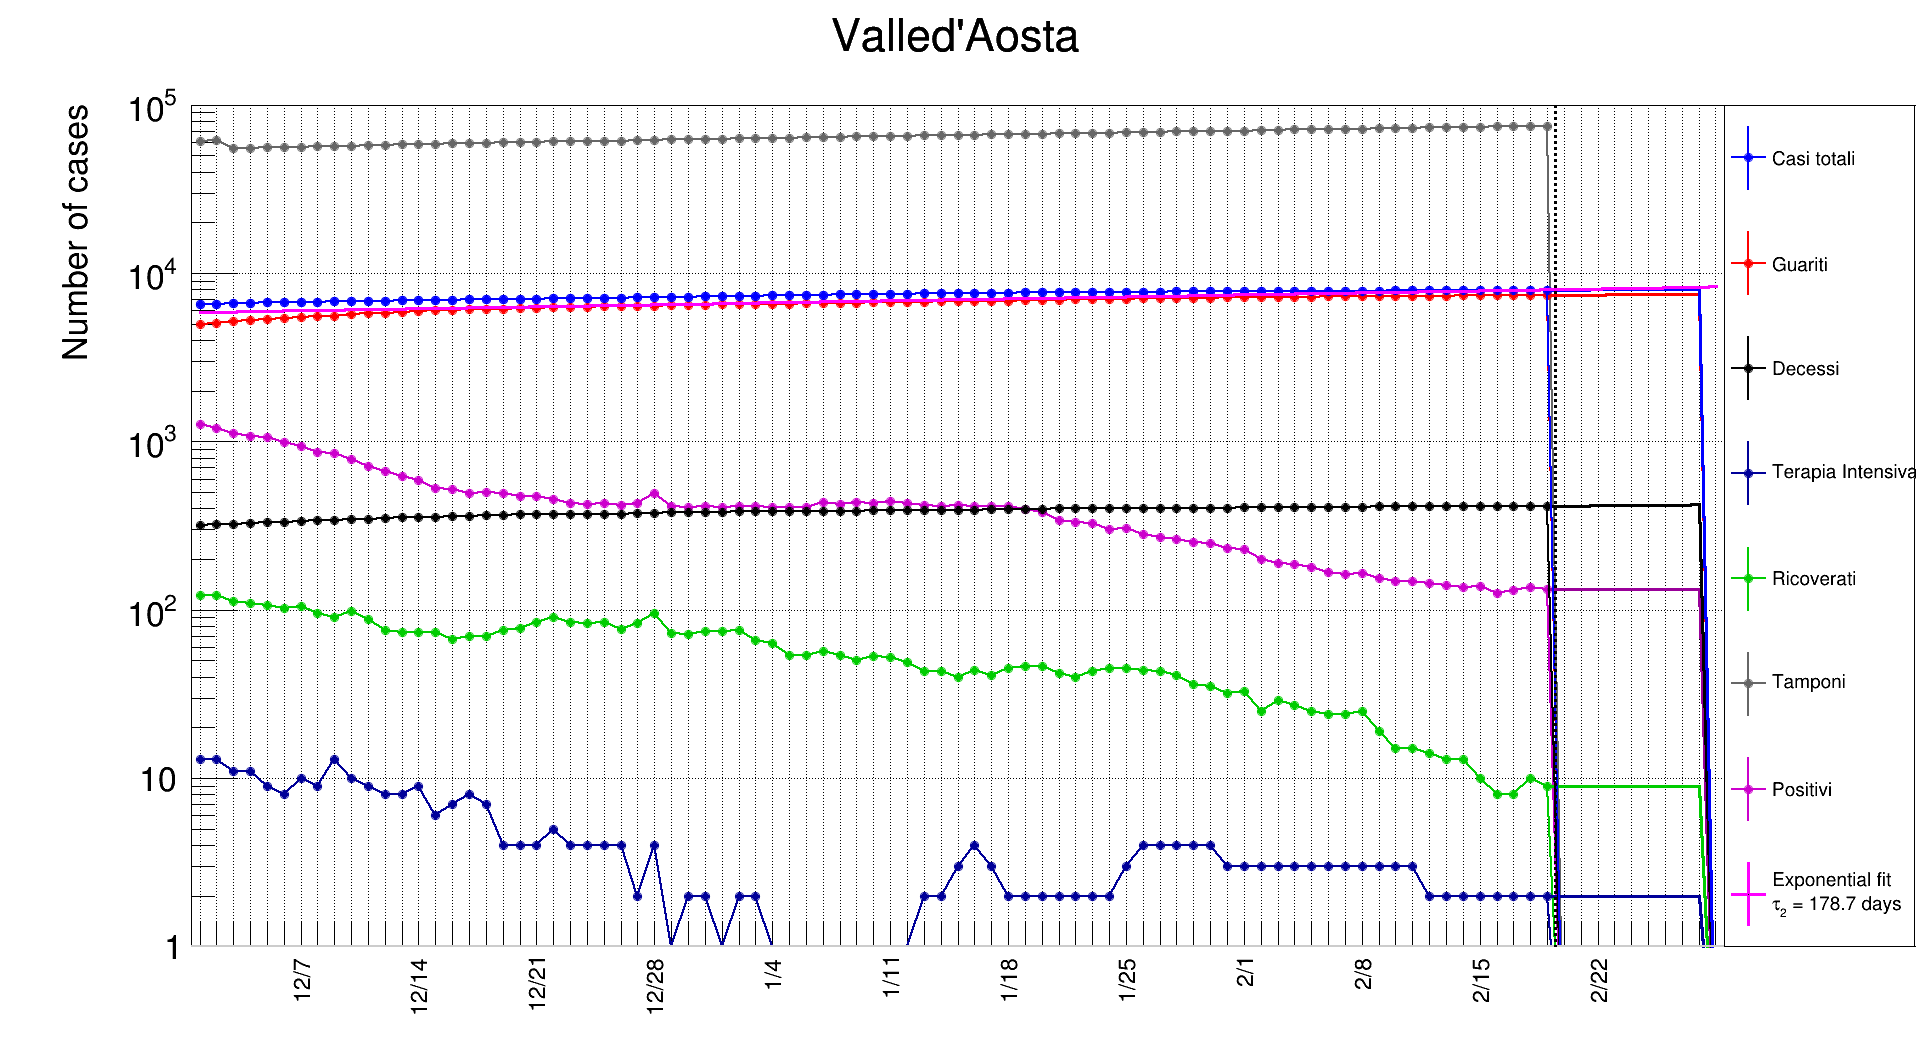 Valled'Aosta
Number of cases
10^5
10^4
10^3
10^2
10
1
12/7
12/14
12/21
12/28
1/4
1/11
1/18
1/25
2/1
2/8
2/15
2/22
Casi totali
Guariti
Decessi
Terapia Intensiva
Ricoverati
Tamponi
Positivi
Exponential fit
τ_2 = 178.7 days